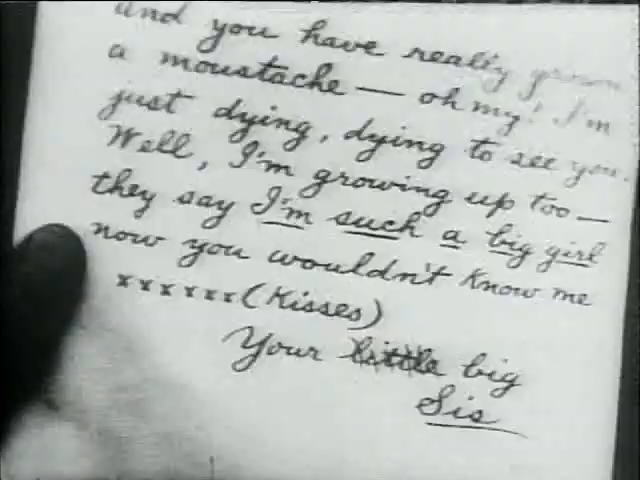 and you have really grown
a moustache — oh my! I'm
just dying, dying to see you.
Well, I'm growing up too—
they say I'm such a big girl
now you wouldn't know me
xxxxxx (Kisses)
Your little big
Sis